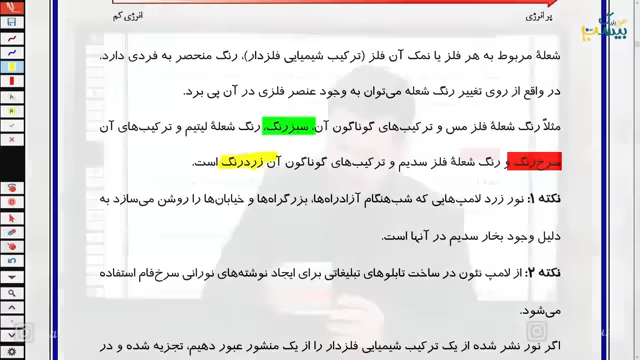 پر انرژی
انرژی کم
شعلهٔ مربوط به هر فلز یا نمک آن فلز (ترکیب شیمیایی فلزدار)، رنگ منحصر به فردی دارد.
در واقع از روی تغییر رنگ شعله می‌توان به وجود عنصر فلزی در آن پی برد.
مثلاً رنگ شعلهٔ فلز مس و ترکیب‌های گوناگون آن، سبزرنگ، رنگ شعلهٔ لیتیم و ترکیب‌های آن
سرخ‌رنگ و رنگ شعلهٔ فلز سدیم و ترکیب‌های گوناگون آن زردرنگ است.
نکته ۱: نور زرد لامپ‌هایی که شب‌هنگام آزادراه‌ها، بزرگراه‌ها و خیابان‌ها را روشن می‌سازد به
دلیل وجود بخار سدیم در آنها است.
نکته ۲: از لامپ نئون در ساخت تابلوهای تبلیغاتی برای ایجاد نوشته‌های نورانی سرخ‌فام استفاده
می‌شود.
اگر نور نشر شده از یک ترکیب شیمیایی فلزدار را از یک منشور عبور دهیم، تجزیه شده و در